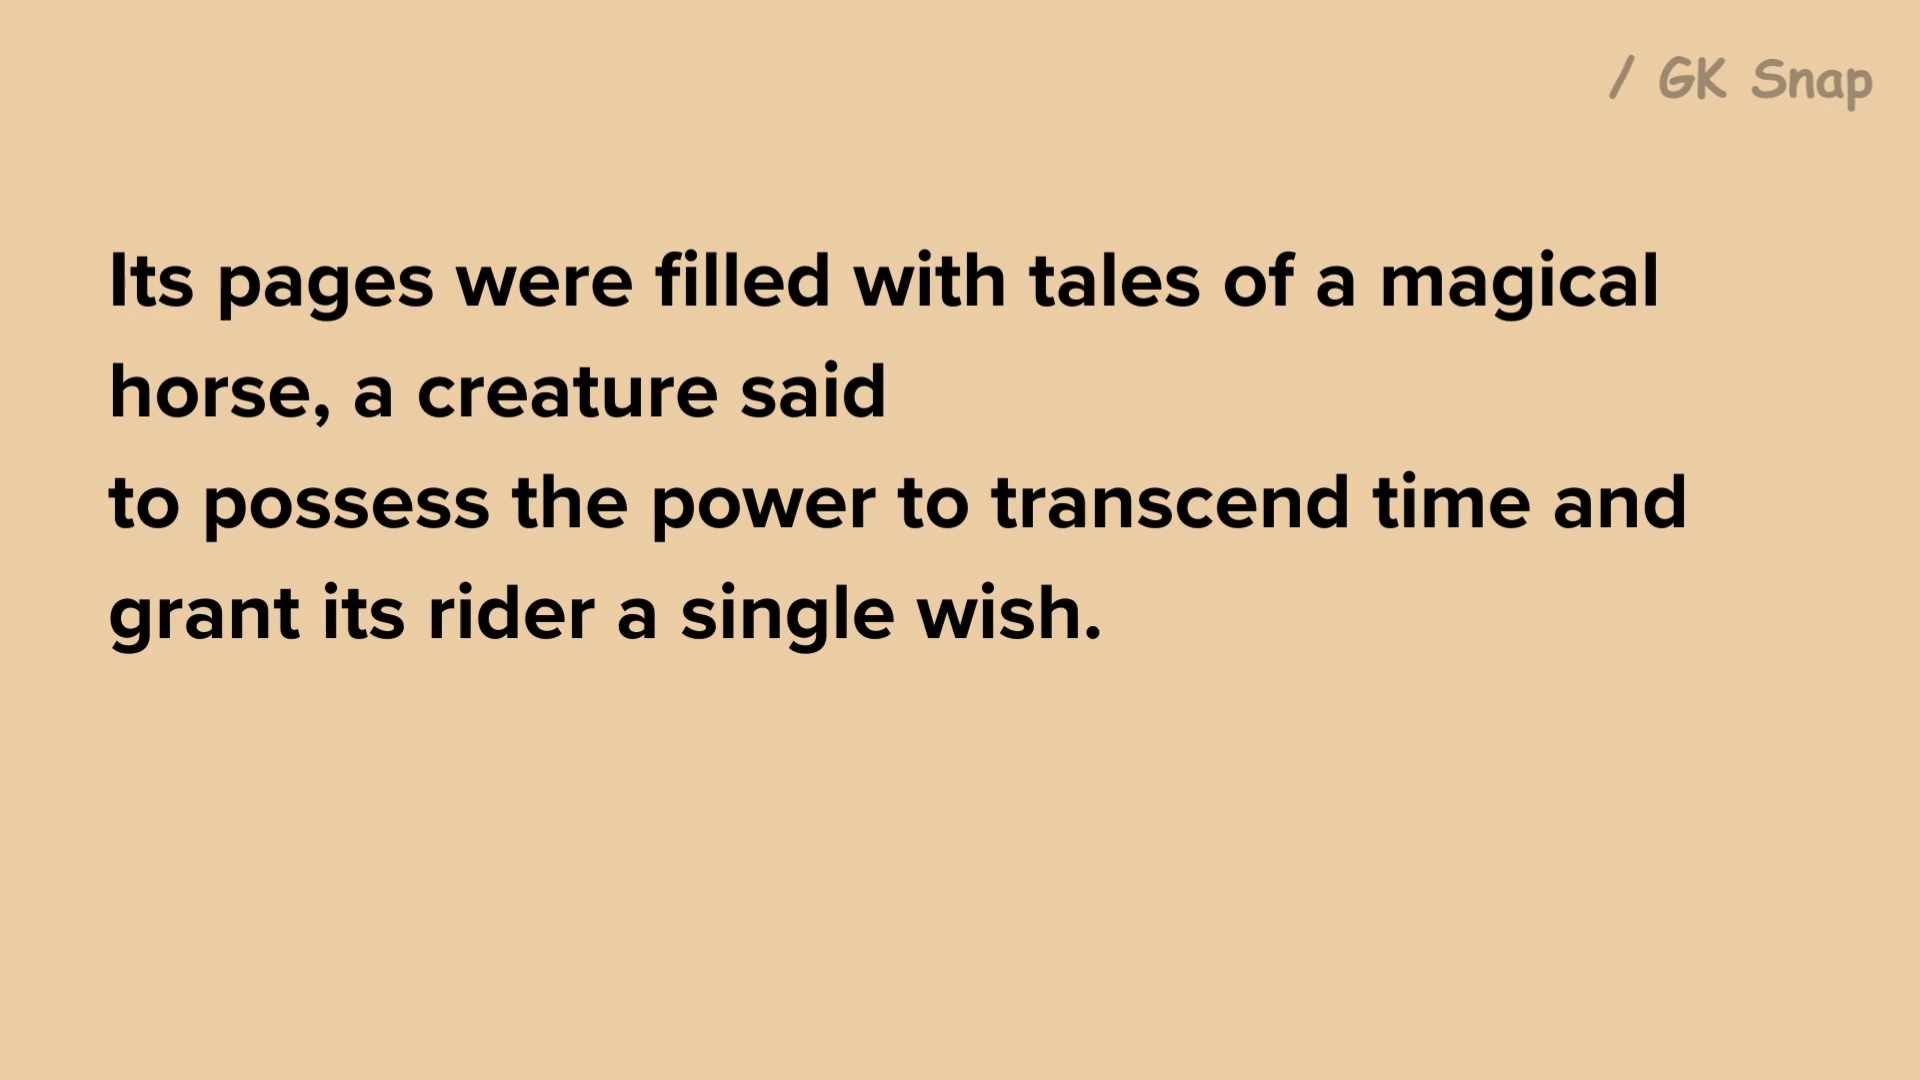 / GK Snap
Its pages were filled with tales of a magical
horse, a creature said
to possess the power to transcend time and
grant its rider a single wish.